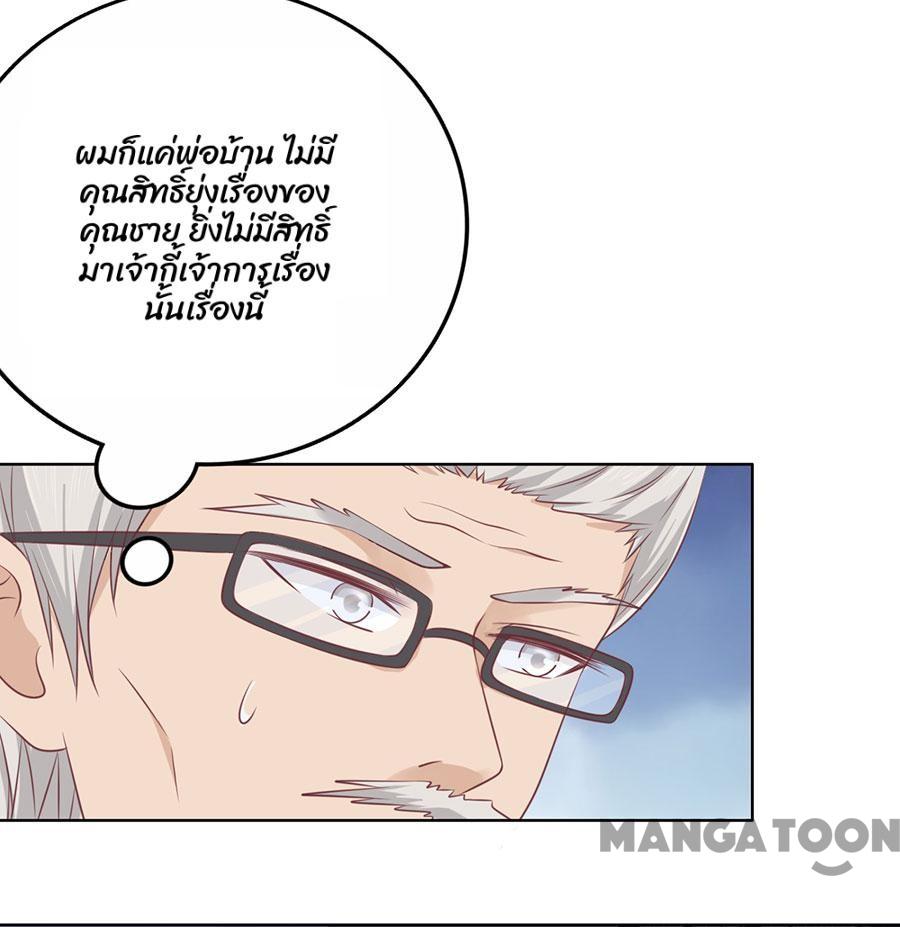 ผมก็แค่พ่อบ้าน ไม่มี
คุณสิทธิ์ยุ่งเรื่องของ
คุณชาย ยิ่งไม่มีสิทธิ์
มาเจ้ากี้เจ้าการเรื่อง
นั้นเรื่องนี้
MANGATOON